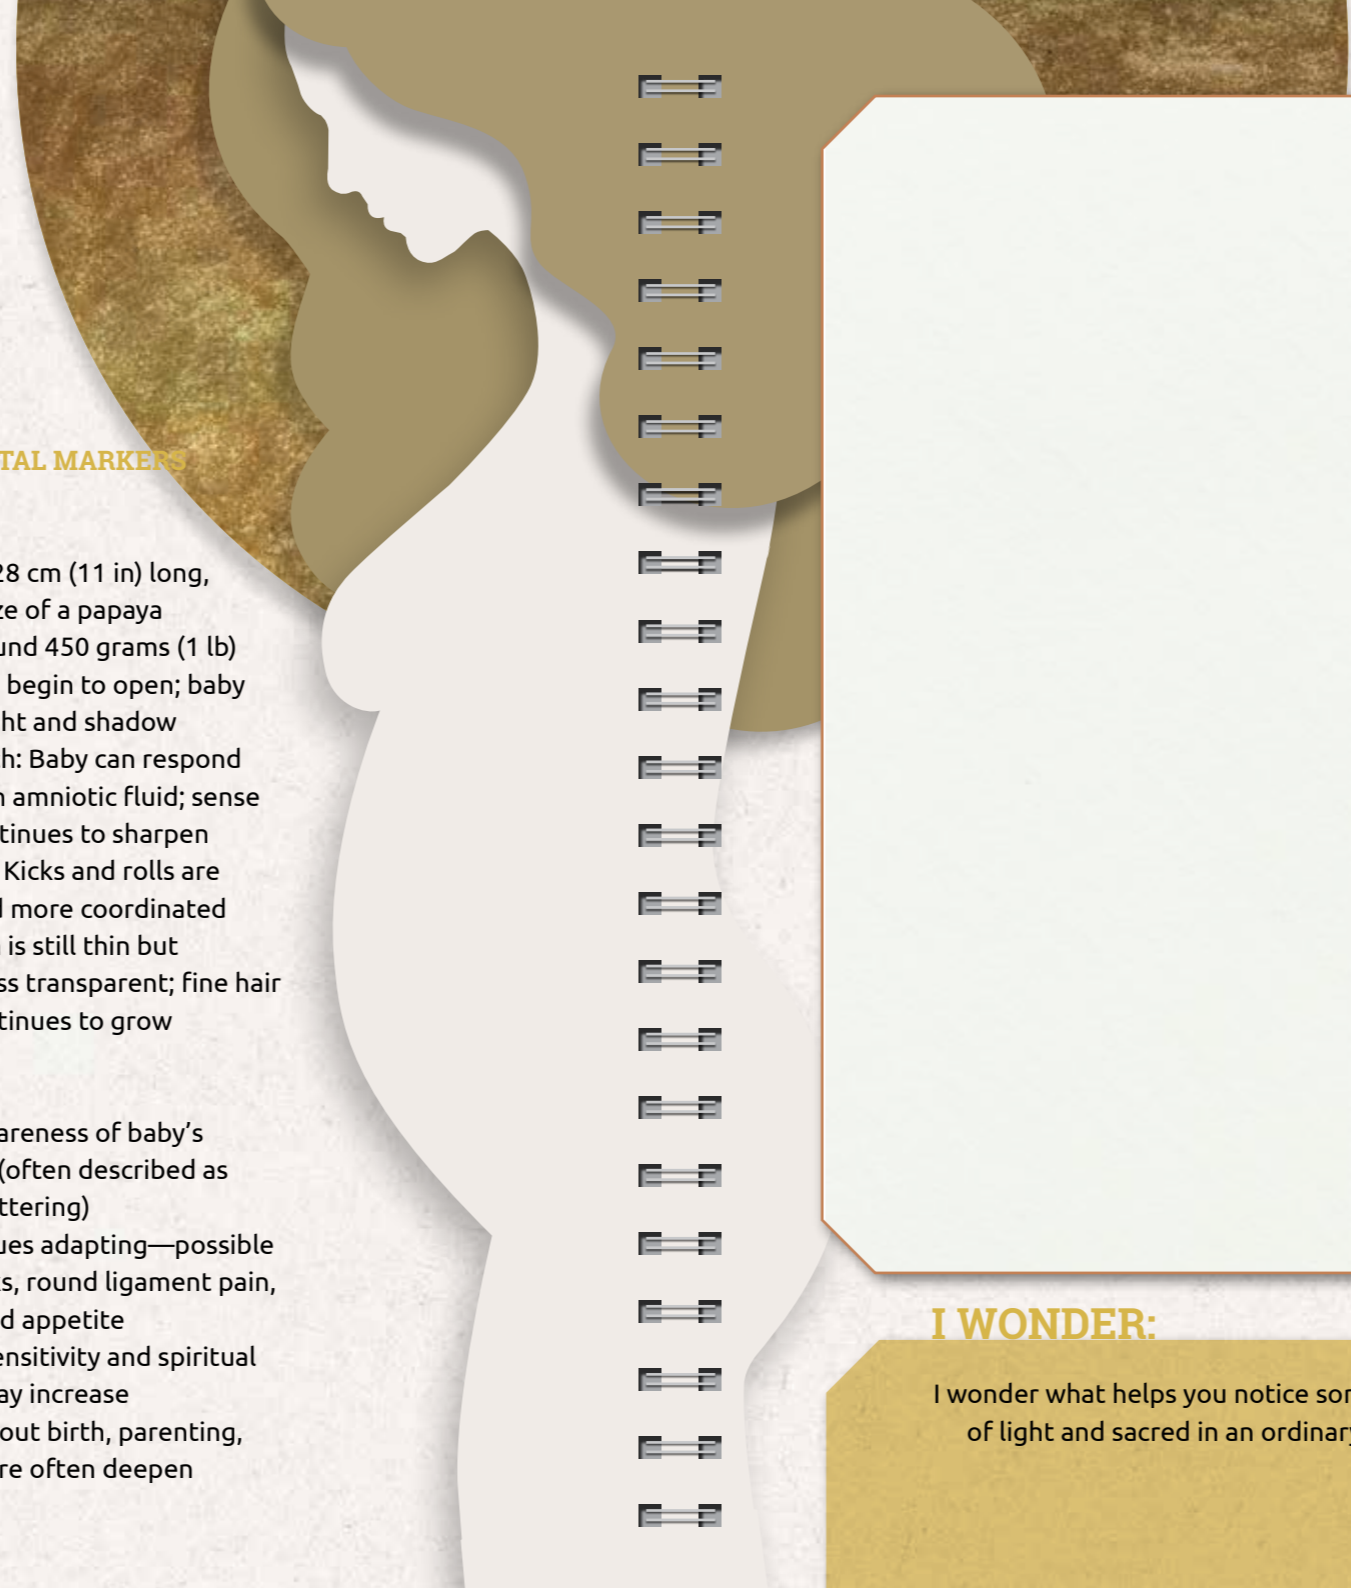 TAL MARKERS
28 cm (11 in) long,
ze of a papaya
und 450 grams (1 lb)
begin to open; baby
ht and shadow
h: Baby can respond
n amniotic fluid; sense
tinues to sharpen
Kicks and rolls are
d more coordinated
is still thin but
ss transparent; fine hair
tinues to grow
areness of baby’s
(often described as
ttering)
ues adapting—possible
s, round ligament pain,
d appetite
ensitivity and spiritual
ay increase
out birth, parenting,
re often deepen
I WONDER:
I wonder what helps you notice sor
of light and sacred in an ordinary